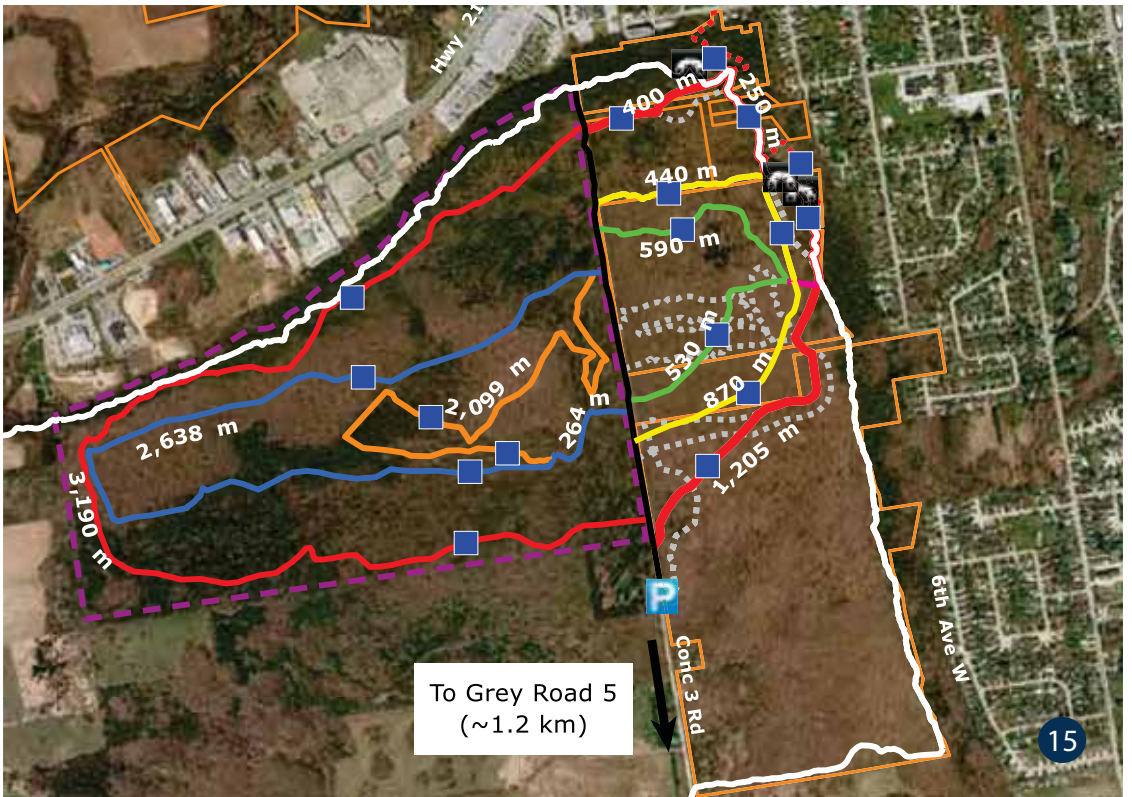 Hwy 21
400 m
250 m
440 m
590 m
530 m
870 m
2,099 m
264 m
2,638 m
1,205 m
3,190 m
P
6th Ave W
Conc 3 Rd
To Grey Road 5
(~1.2 km)
15